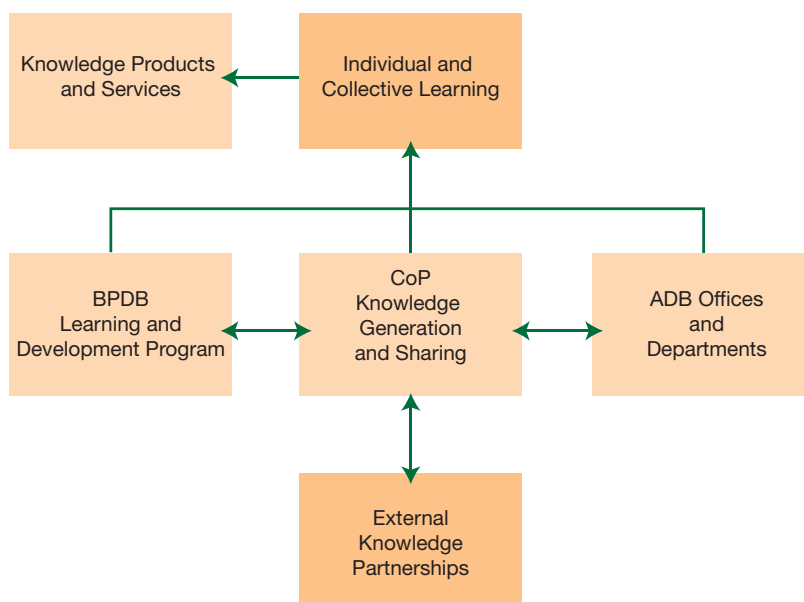 Knowledge Products
and Services
Individual and
Collective Learning
BPDB
Learning and
Development Program
CoP
Knowledge
Generation
and Sharing
ADB Offices
and
Departments
External
Knowledge
Partnerships